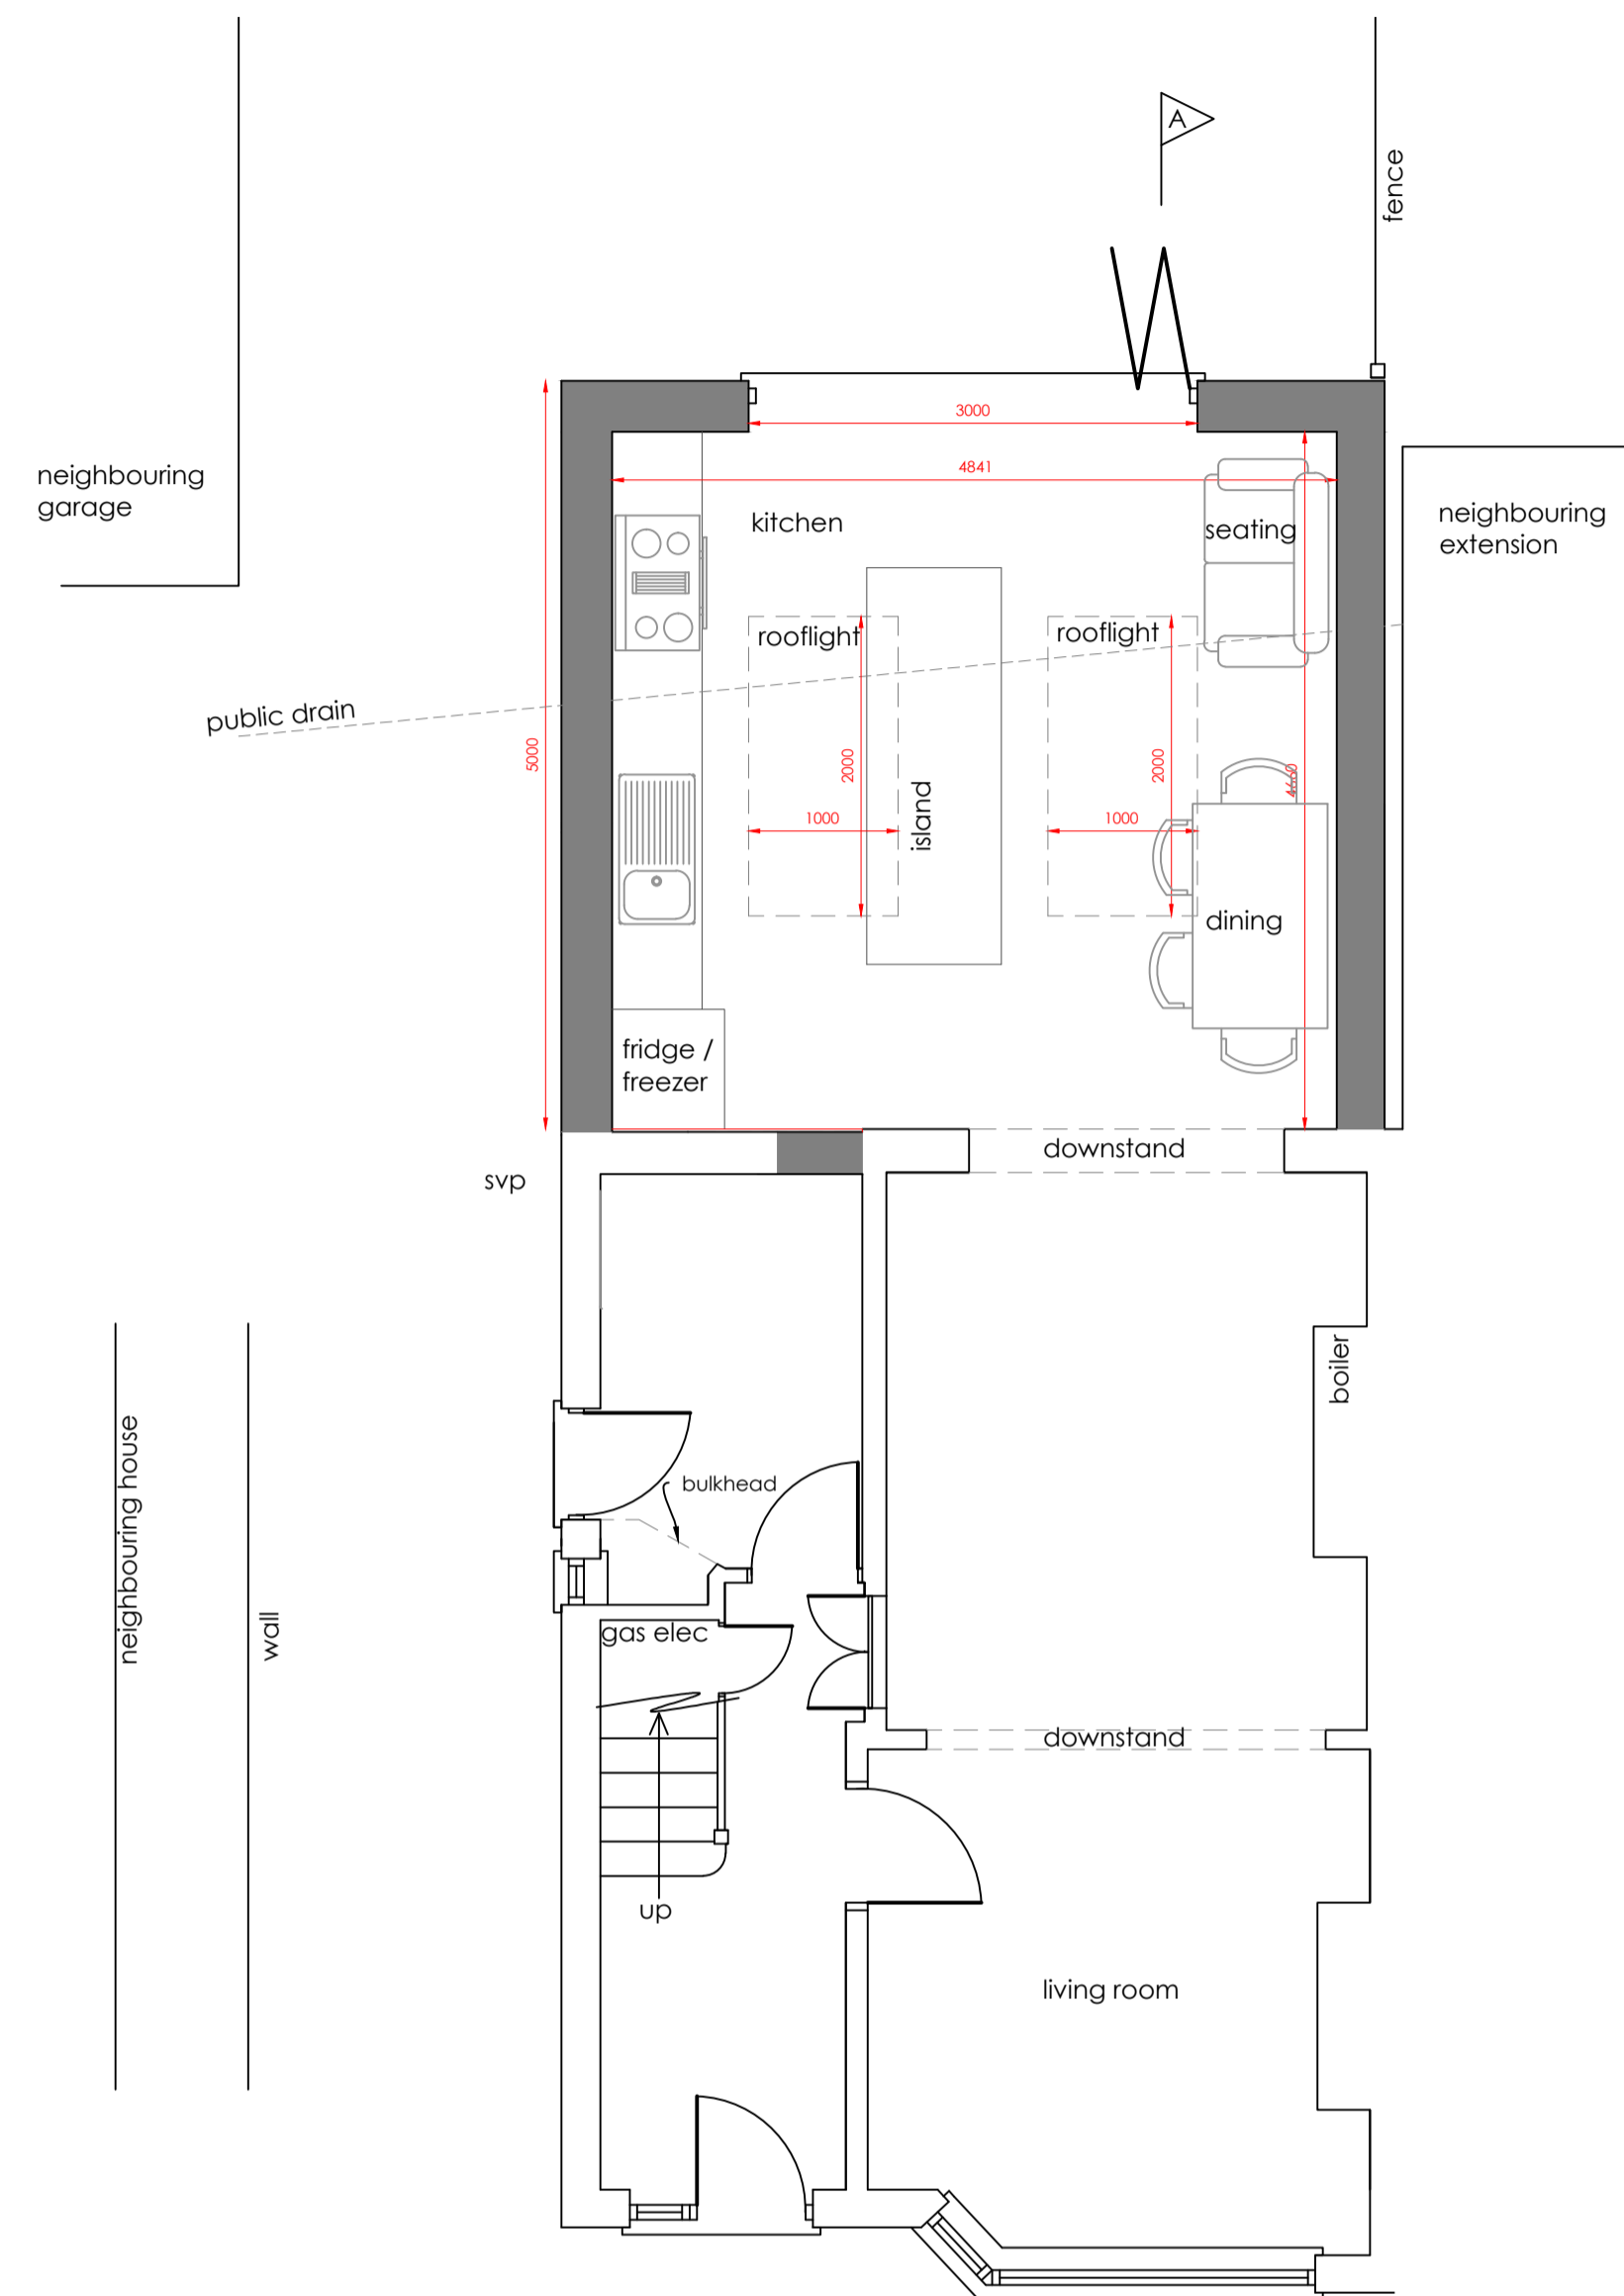 A
fence
3000
4841
neighbouring
garage
kitchen
seating
neighbouring
extension
rooflight
rooflight
public drain
5000
2000
2000
1000
1000
island
dining
fridge /
freezer
downstand
svp
boiler
bulkhead
neighbouring house
wall
gas elec
downstand
up
living room